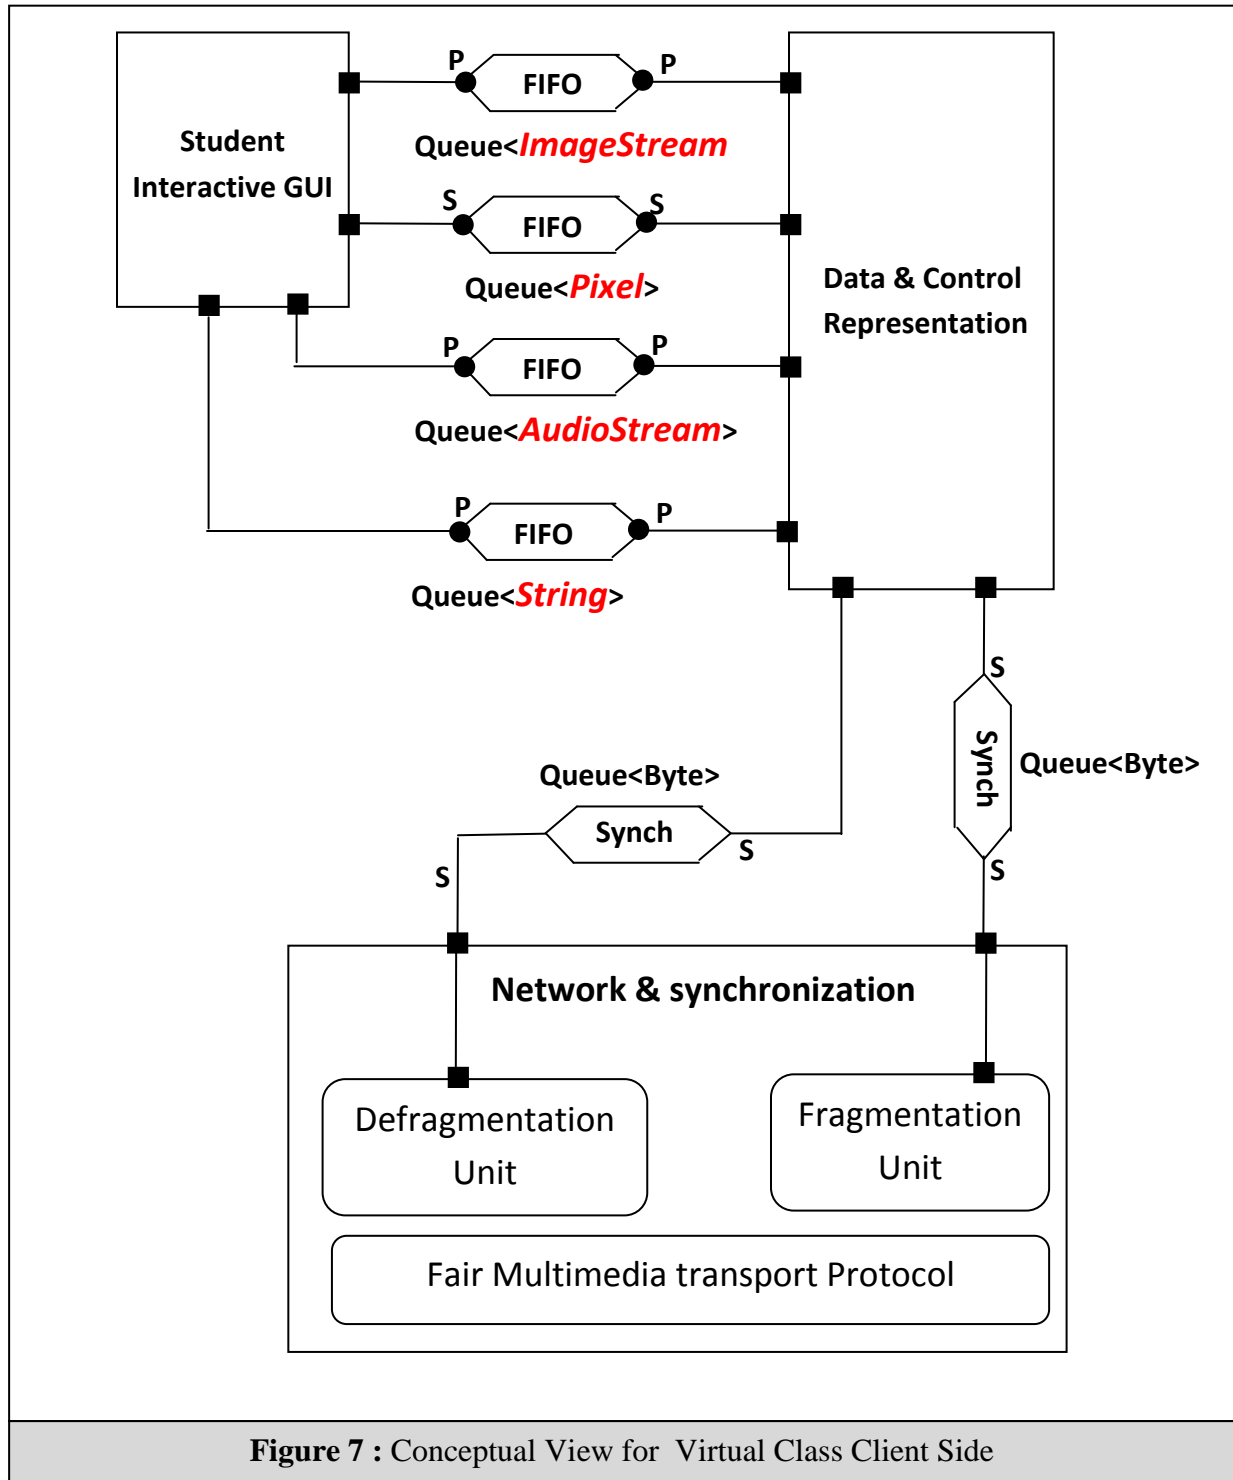 P
FIFO
P
Student
Interactive GUI
Queue<ImageStream
S
FIFO
S
Queue<Pixel>
Data & Control
Representation
P
FIFO
P
Queue<AudioStream>
P
FIFO
P
Queue<String>
S
Synch
Queue<Byte>
S
Queue<Byte>
Synch
S
S
Network & synchronization
Defragmentation
Unit
Fragmentation
Unit
Fair Multimedia transport Protocol
Figure 7 : Conceptual View for Virtual Class Client Side